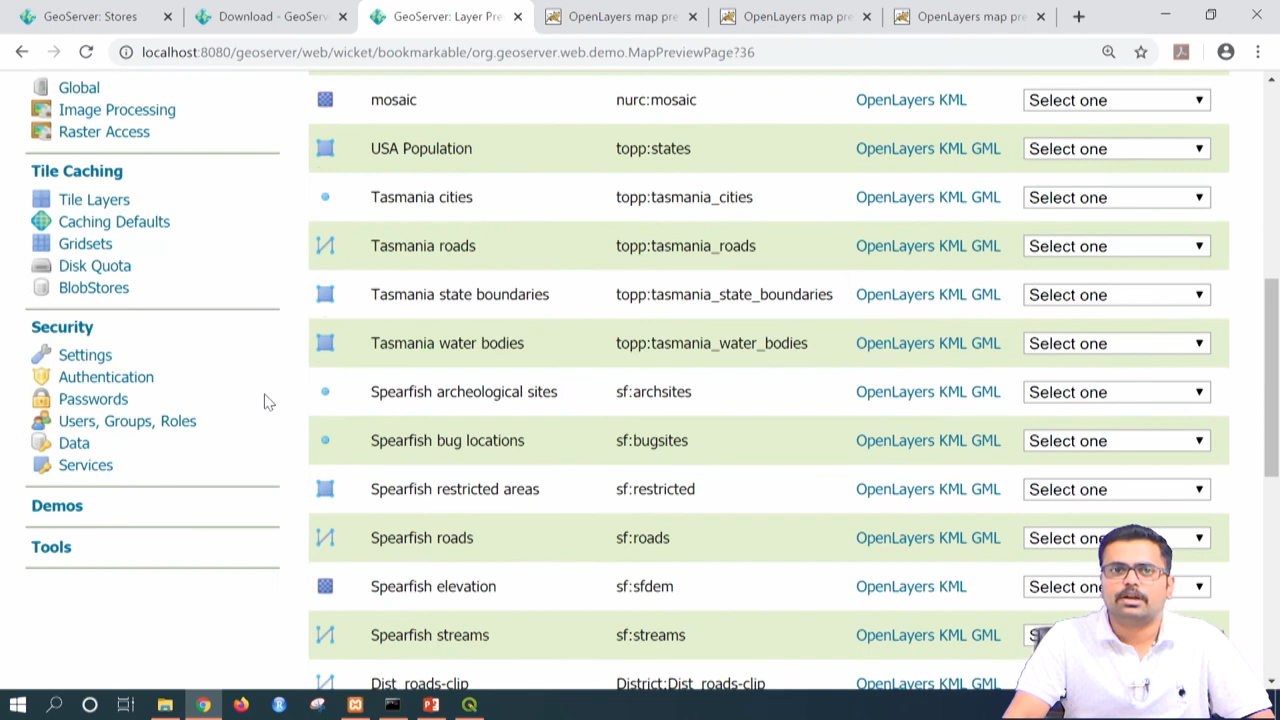 GeoServer: Stores
Download - GeoServ
GeoServer: Layer Pre
OpenLayers map pre
OpenLayers map pre
OpenLayers map pre
localhost:8080/geoserver/web/wicket/bookmarkable/org.geoserver.web.demo.MapPreviewPage?36
Global
Image Processing
Raster Access
Tile Caching
Tile Layers
Caching Defaults
Gridsets
Disk Quota
BlobStores
Security
Settings
Authentication
Passwords
Users, Groups, Roles
Data
Services
Demos
Tools
mosaic nurc:mosaic OpenLayers KML Select one
USA Population topp:states OpenLayers KML GML Select one
Tasmania cities topp:tasmania_cities OpenLayers KML GML Select one
Tasmania roads topp:tasmania_roads OpenLayers KML GML Select one
Tasmania state boundaries topp:tasmania_state_boundaries OpenLayers KML GML Select one
Tasmania water bodies topp:tasmania_water_bodies OpenLayers KML GML Select one
Spearfish archeological sites sf:archsites OpenLayers KML GML Select one
Spearfish bug locations sf:bugsites OpenLayers KML GML Select one
Spearfish restricted areas sf:restricted OpenLayers KML GML Select one
Spearfish roads sf:roads OpenLayers KML GML Select one
Spearfish elevation sf:sfdem OpenLayers KML Select one
Spearfish streams sf:streams OpenLayers KML GML
Dist_roads-clip District:Dist_roads-clip OpenLayers KML GML